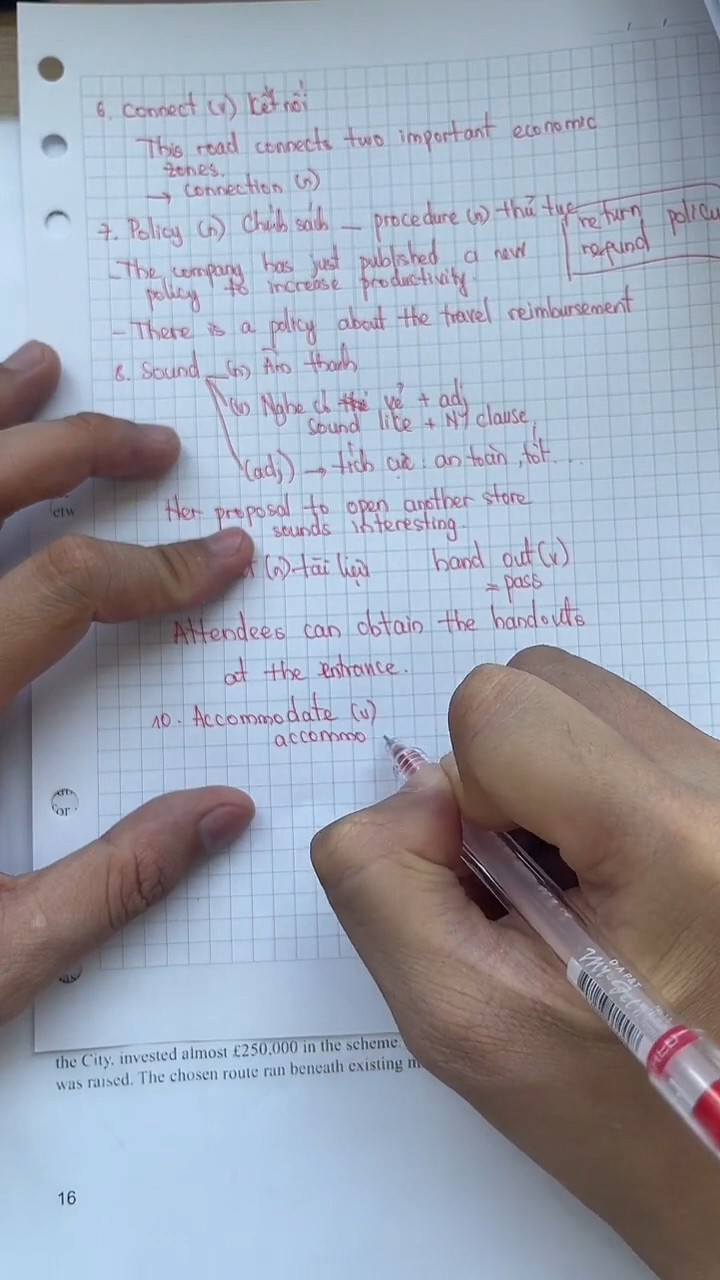 6. Connect (v) kết nối
This road connects two important economic
zones.
→ connection (n)
7. Policy (n) Chính sách - procedure (n) thủ tục
return policy
refund
- The company has just published a new
policy to increase productivity.
- There is a policy about the travel reimbursement
8. Sound (n) Âm thanh
(v) Nghe có vẻ + adj
sound like + N / clause
(adj) → tích cực: an toàn, tốt...
Her proposal to open another store
sounds interesting.
(n) tài liệu hand out (v)
= pass
Attendees can obtain the handouts
at the entrance.
10. Accommodate (v)
accommo
the City, invested almost £250,000 in the scheme
was raised. The chosen route ran beneath existing
16